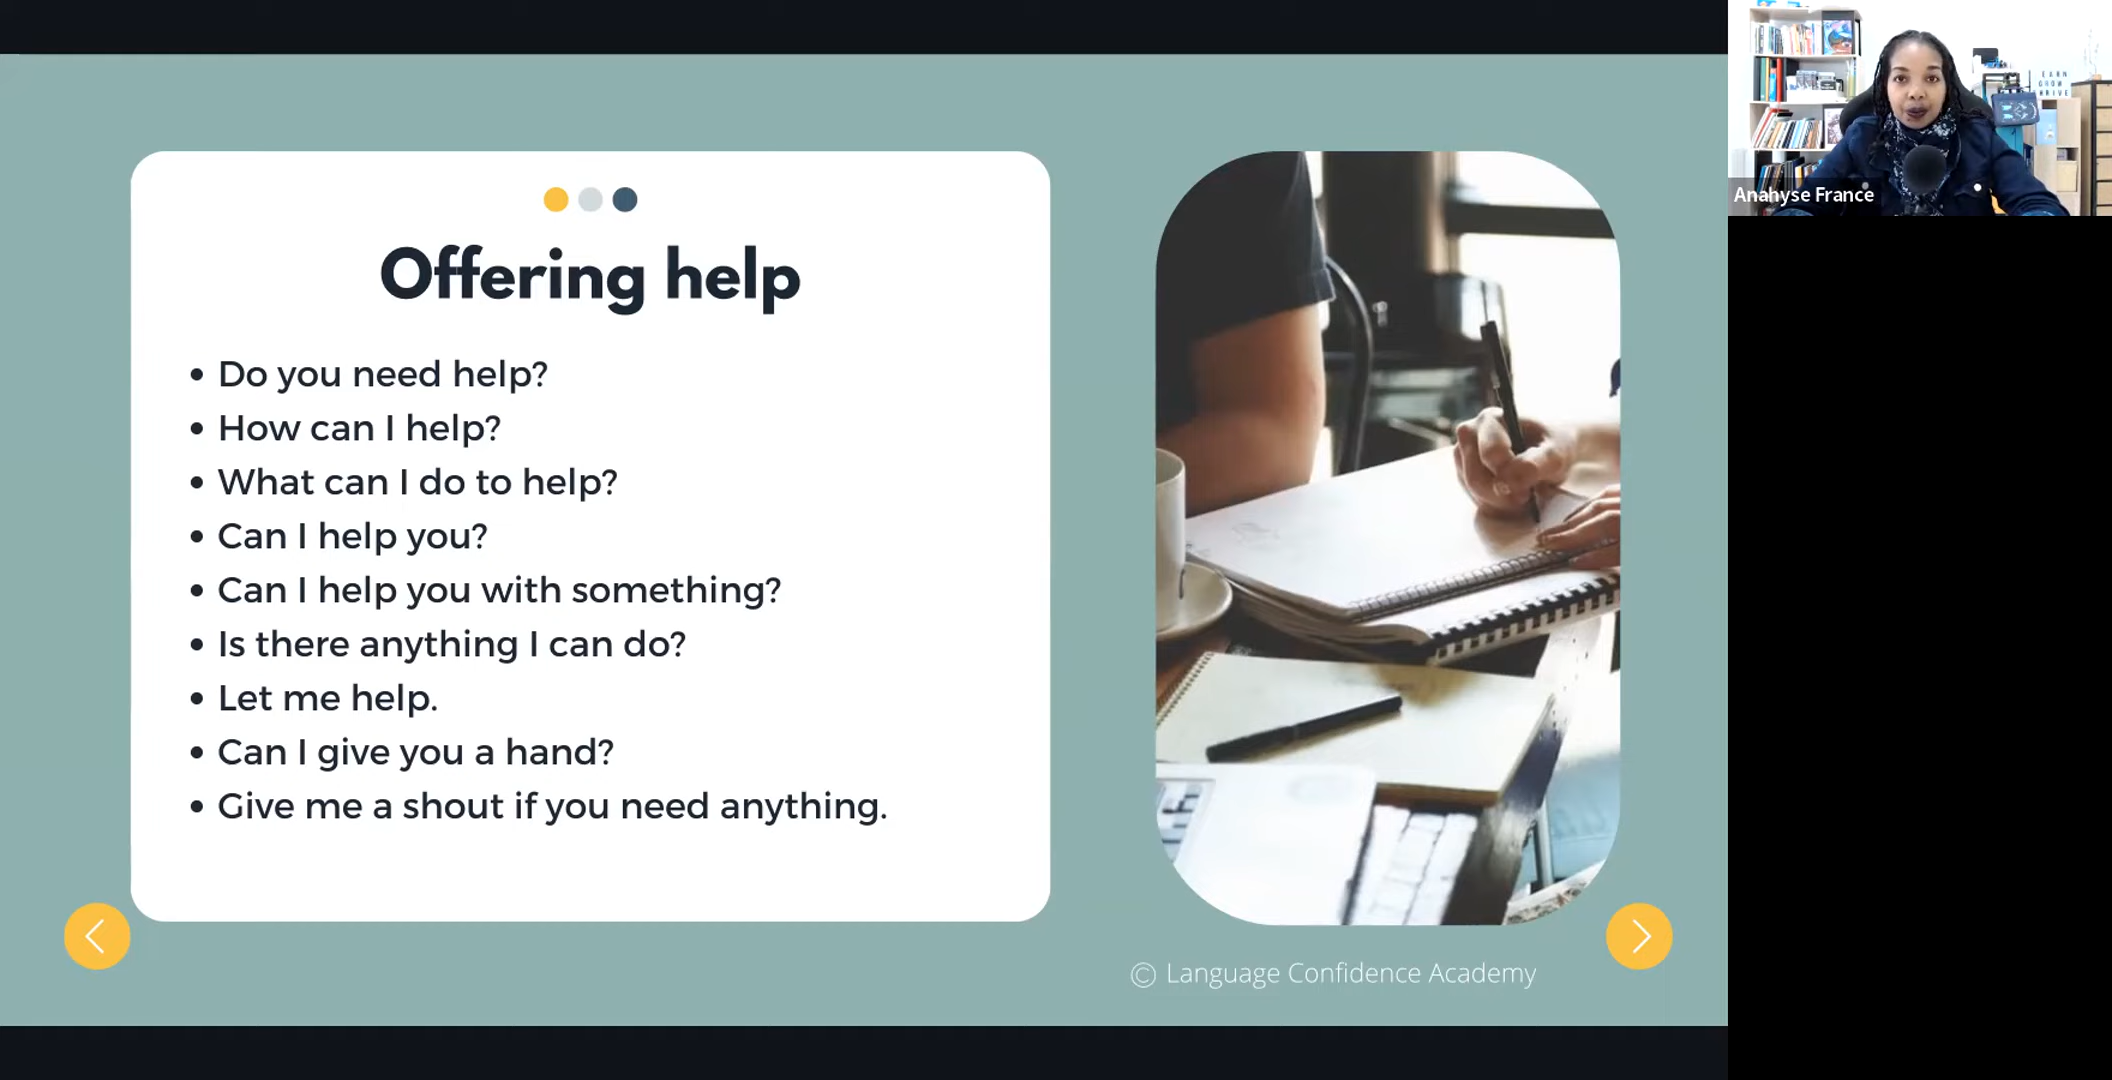 Offering help
• Do you need help?
• How can I help?
• What can I do to help?
• Can I help you?
• Can I help you with something?
• Is there anything I can do?
• Let me help.
• Can I give you a hand?
• Give me a shout if you need anything.
© Language Confidence Academy
Anahyse France
GROW
THRIVE